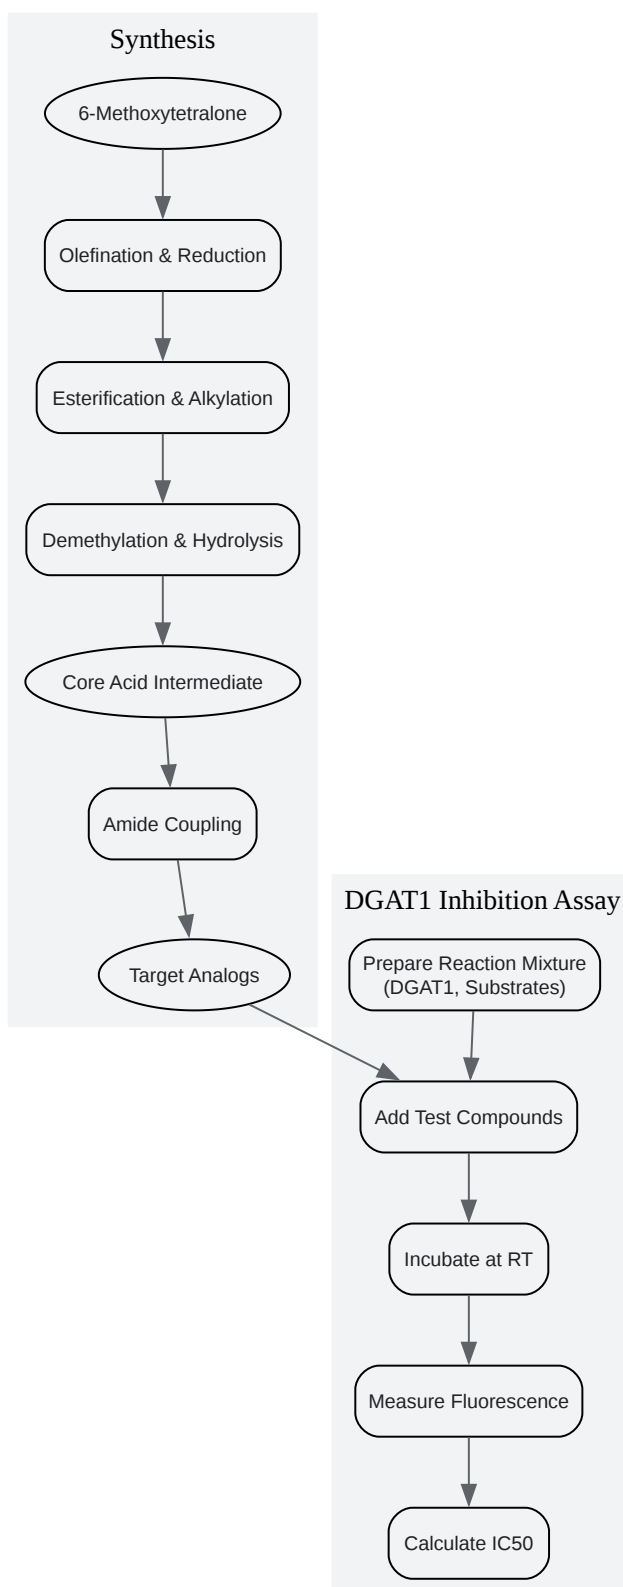 Synthesis
6-Methoxytetralone
Olefination & Reduction
Esterification & Alkylation
Demethylation & Hydrolysis
Core Acid Intermediate
Amide Coupling
Target Analogs
DGAT1 Inhibition Assay
Prepare Reaction Mixture
(DGAT1, Substrates)
Add Test Compounds
Incubate at RT
Measure Fluorescence
Calculate IC50